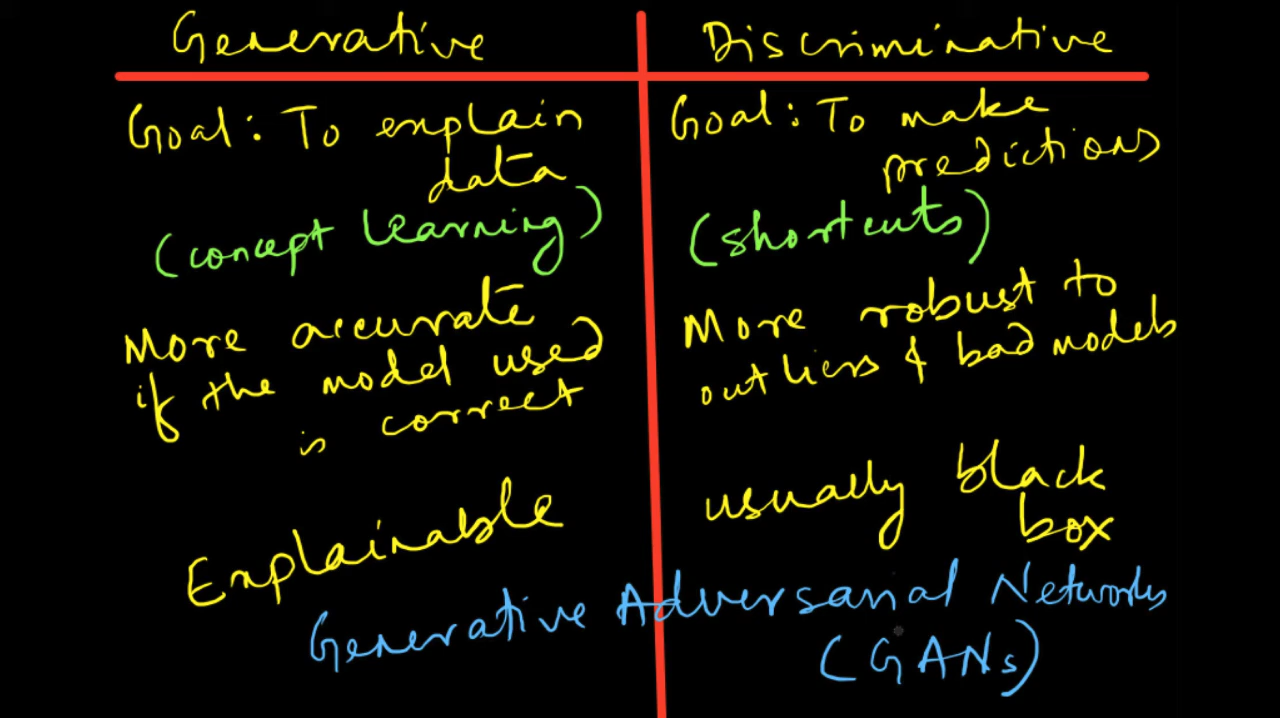 Generative
Goal: To explain
data
(concept learning)
More accurate
if the model used
is correct
Explainable
Discriminative
Goal: To make
predictions
(shortcuts)
More robust to
outliers & bad models
usually black
box
Generative Adversarial Networks
(GANs)